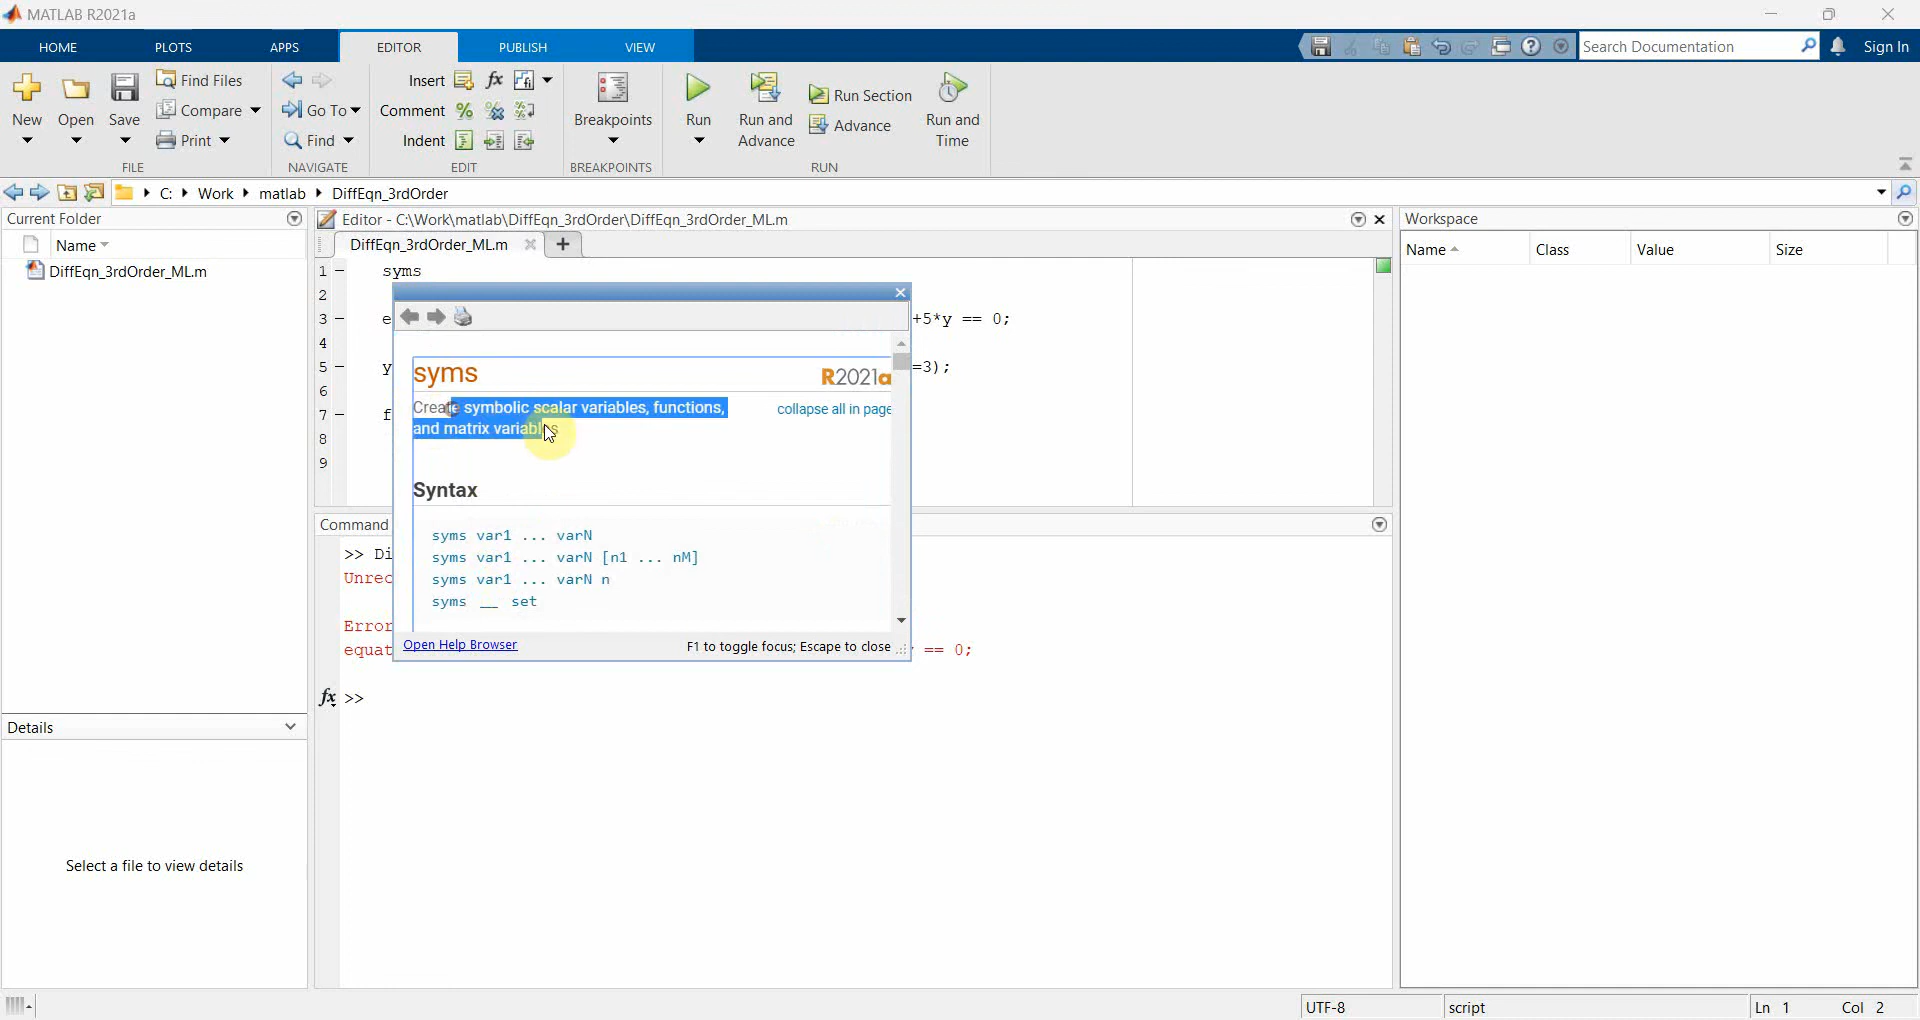 MATLAB R2021a
HOME PLOTS APPS EDITOR PUBLISH VIEW
Search Documentation
Sign In
New
Open
Save
Find Files
Compare
Print
FILE
Go To
Find
NAVIGATE
Insert
Comment
Indent
EDIT
Breakpoints
BREAKPOINTS
Run
Run and
Advance
Run Section
Advance
Run and
Time
RUN
C: Work matlab DiffEqn_3rdOrder
Current Folder
Name
DiffEqn_3rdOrder_ML.m
Details
Select a file to view details
Editor - C:\Work\matlab\DiffEqn_3rdOrder\DiffEqn_3rdOrder_ML.m
DiffEqn_3rdOrder_ML.m
1 – syms
2
3 – e +5*y == 0;
4
5 – y =3);
6
7 – f
8
9
syms
R2021a
Create symbolic scalar variables, functions,
and matrix variables
collapse all in page
Syntax
syms var1 ... varN
syms var1 ... varN [n1 ... nM]
syms var1 ... varN n
syms __ set
Open Help Browser
F1 to toggle focus; Escape to close
Command
>> Di
Unrec
Error
equat == 0;
fx >>
Workspace
Name Class Value Size
UTF-8
script
Ln 1 Col 2